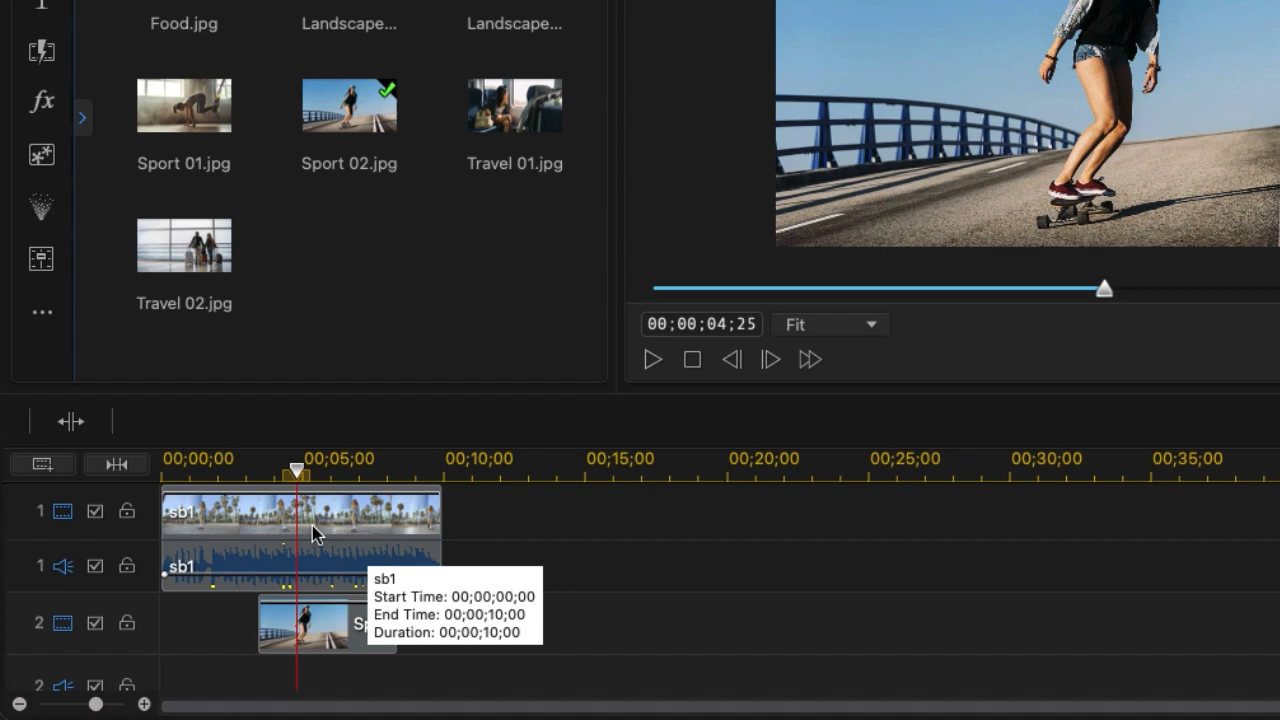 Food.jpg
Landscape...
Landscape...
fx
Sport 01.jpg
Sport 02.jpg
Travel 01.jpg
Travel 02.jpg
00;00;04;25
Fit
00;00;00
00;05;00
00;10;00
00;15;00
00;20;00
00;25;00
00;30;00
00;35;00
1
sb1
1
sb1
sb1
Start Time: 00;00;00;00
End Time: 00;00;10;00
Duration: 00;00;10;00
2
Sp
2